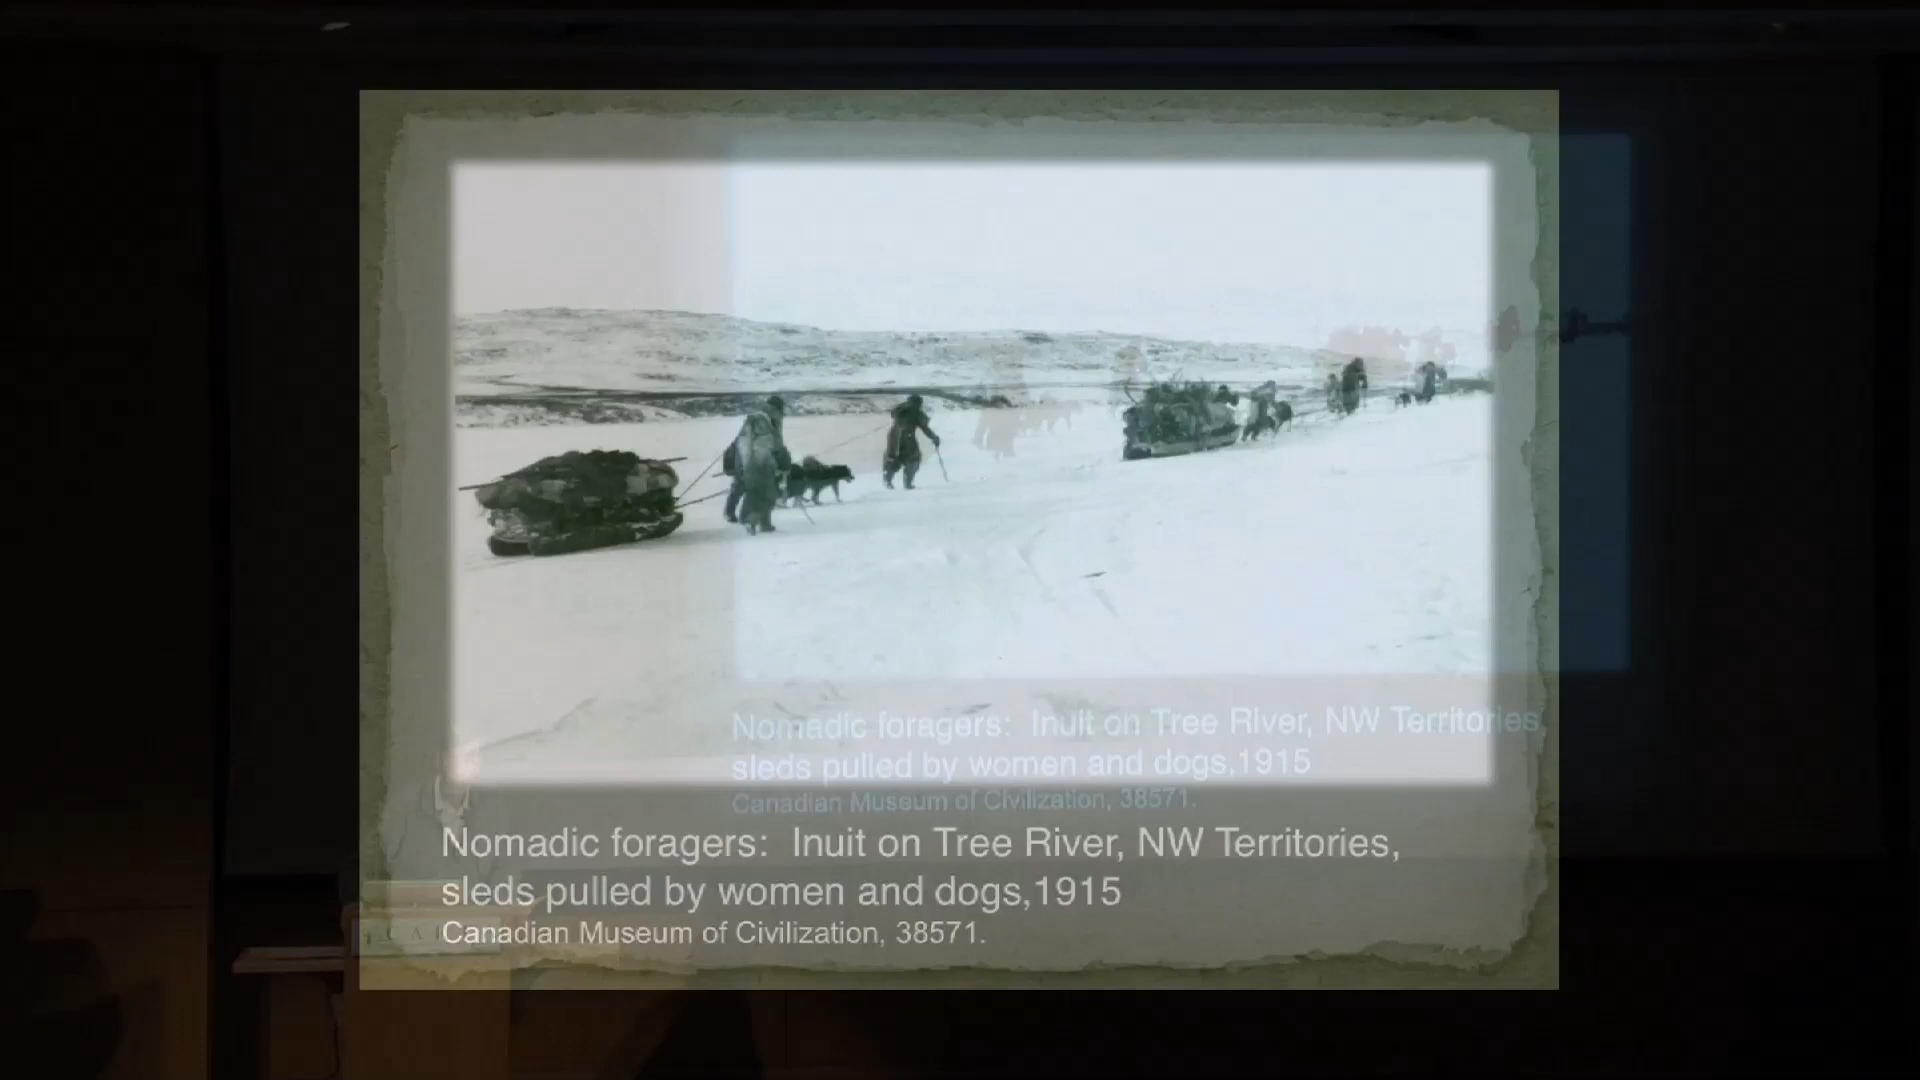 Nomadic foragers: Inuit on Tree River, NW Territories
sleds pulled by women and dogs,1915
Canadian Museum of Civilization, 38571.
Nomadic foragers: Inuit on Tree River, NW Territories,
sleds pulled by women and dogs,1915
Canadian Museum of Civilization, 38571.